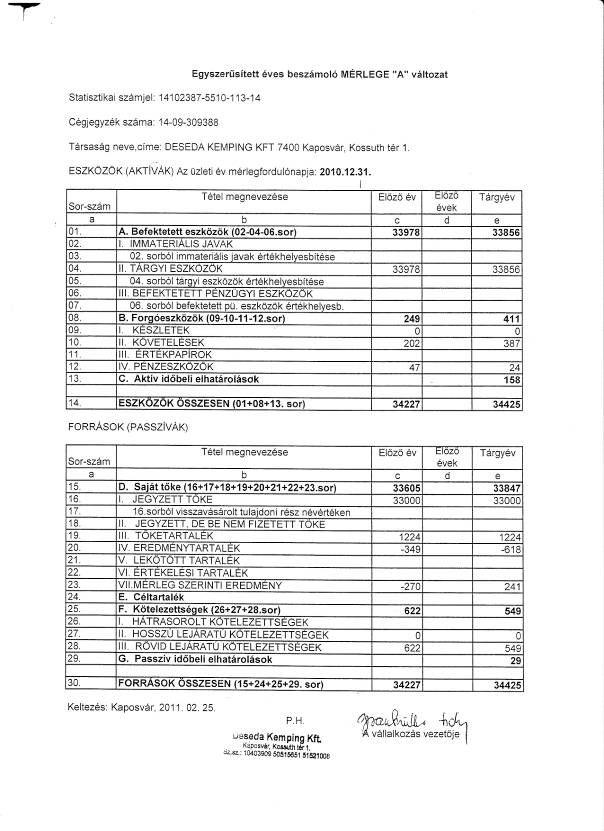 Egyszerűsített éves beszámoló MÉRLEGE "A" változat
Statisztikai számjel: 14102387-5510-113-14
Cégjegyzék száma: 14-09-309388
Társaság neve,címe: DESEDA KEMPING KFT 7400 Kaposvár, Kossuth tér 1.
ESZKÖZÖK (AKTÍVÁK) Az üzleti év mérlegfordulónapja: 2010.12.31.
Sor-szám Tétel megnevezése Előző év Előző évek Tárgyév
a b c d e
01. A. Befektetett eszközök (02-04-06.sor) 33978 33856
02. I. IMMATERIÁLIS JAVAK
03. 02. sorból immateriális javak értékhelyesbítése
04. II. TÁRGYI ESZKÖZÖK 33978 33856
05. 04. sorból tárgyi eszközök értékhelyesbítése
06. III. BEFEKTETETT PÉNZÜGYI ESZKÖZÖK
07. 06. sorból befektetett pü. eszközök értékhelyesb.
08. B. Forgóeszközök (09-10-11-12.sor) 249 411
09. I. KÉSZLETEK 0 0
10. II. KÖVETELÉSEK 202 387
11. III. ÉRTÉKPAPÍROK
12. IV. PÉNZESZKÖZÖK 47 24
13. C. Aktív időbeli elhatárolások 158
14. ESZKÖZÖK ÖSSZESEN (01+08+13. sor) 34227 34425
FORRÁSOK (PASSZÍVÁK)
Sor-szám Tétel megnevezése Előző év Előző évek Tárgyév
a b c d e
15. D. Saját tőke (16+17+18+19+20+21+22+23.sor) 33605 33847
16. I. JEGYZETT TŐKE 33000 33000
17. 16.sorból visszavásárolt tulajdoni rész névértéken
18. II. JEGYZETT, DE BE NEM FIZETETT TŐKE
19. III. TŐKETARTALÉK 1224 1224
20. IV. EREDMÉNYTARTALÉK -349 -618
21. V. LEKÖTÖTT TARTALÉK
22. VI. ÉRTÉKELÉSI TARTALÉK
23. VII.MÉRLEG SZERINTI EREDMÉNY -270 241
24. E. Céltartalék
25. F. Kötelezettségek (26+27+28.sor) 622 549
26. I. HÁTRASOROLT KÖTELEZETTSÉGEK
27. II. HOSSZÚ LEJÁRATÚ KÖTELEZETTSÉGEK 0 0
28. III. RÖVID LEJÁRATÚ KÖTELEZETTSÉGEK 622 549
29. G. Passzív időbeli elhatárolások 29
30. FORRÁSOK ÖSSZESEN (15+24+25+29. sor) 34227 34425
Keltezés: Kaposvár, 2011. 02. 25.
P.H.
A vállalkozás vezetője
Deseda Kemping Kft.
Kaposvár, Kossuth tér 1.
10403909 50515651 51521008